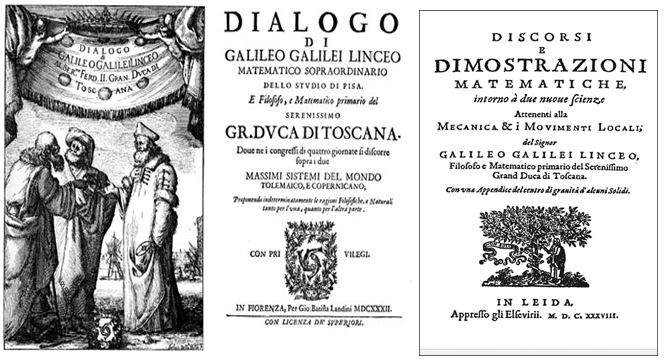 DIALOGO
DI
GALILEO GALILEI LINCEO
AL SER.mo FERD. II. GRAN. DUCA DI
TOSCANA
DIALOGO
DI
GALILEO GALILEI LINCEO
MATEMATICO SOPRAORDINARIO
DELLO STVDIO DI PISA.
E Filosofo, e Matematico primario del
SERENISSIMO
GR.DVCA DI TOSCANA.
Doue ne i congressi di quattro giornate si discorre
sopra i due
MASSIMI SISTEMI DEL MONDO
TOLEMAICO, E COPERNICANO;
Proponendo indeterminatamente le ragioni Filosofiche, e Naturali
tanto per l'vna, quanto per l'altra parte.
CON PRI VILEGI.
IN FIORENZA, Per Gio: Batista Landini MDCXXXII.
CON LICENZA DE' SVPERIORI.
DISCORSI
E
DIMOSTRAZIONI
MATEMATICHE,
intorno à due nuoue scienze
Attenenti alla
MECANICA & i MOVIMENTI LOCALI;
del Signor
GALILEO GALILEI LINCEO,
Filosofo e Matematico primario del Serenissimo
Grand Duca di Toscana.
Con vna Appendice del centro di grauità d'alcuni Solidi.
IN LEIDA,
Appresso gli Elsevirii. M. D. C. XXXVIII.